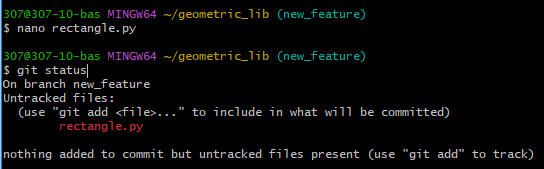 307@307-10-bas MINGW64 ~/geometric_lib (new_feature)
$ nano rectangle.py
307@307-10-bas MINGW64 ~/geometric_lib (new_feature)
$ git status
On branch new_feature
Untracked files:
  (use "git add <file>..." to include in what will be committed)
        rectangle.py
nothing added to commit but untracked files present (use "git add" to track)